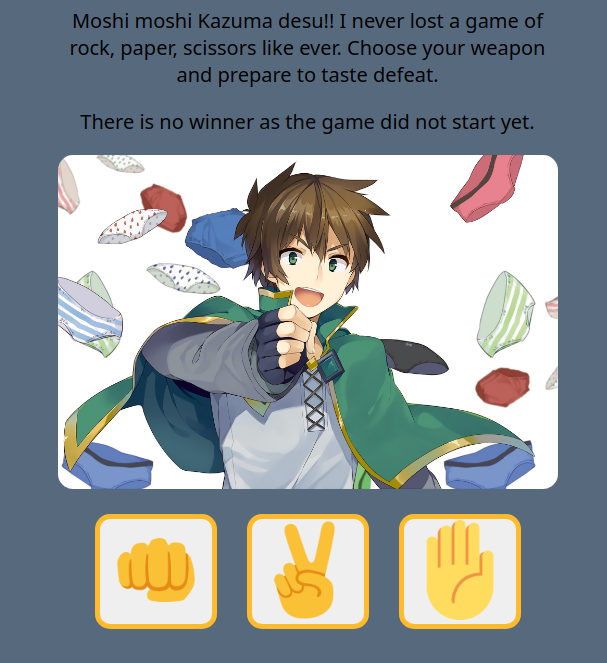 Moshi moshi Kazuma desu!! I never lost a game of
rock, paper, scissors like ever. Choose your weapon
and prepare to taste defeat.
There is no winner as the game did not start yet.